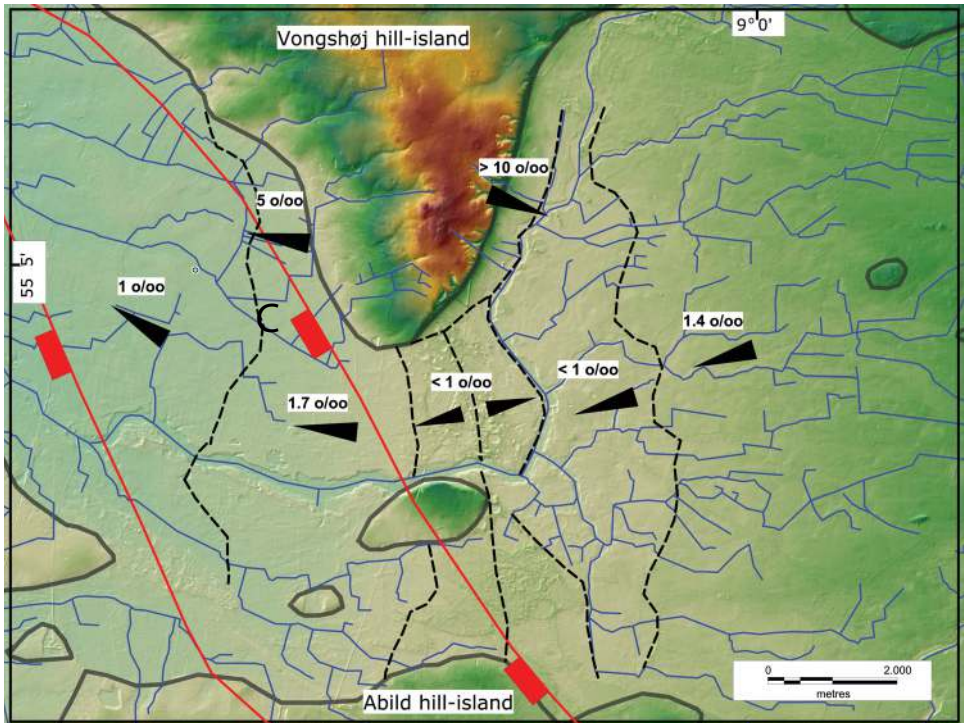 Vongshøj hill-island
9° 0'
> 10 o/oo
5 o/oo
55 5'
1 o/oo
1.4 o/oo
< 1 o/oo
< 1 o/oo
1.7 o/oo
0 2.000
metres
Abild hill-island